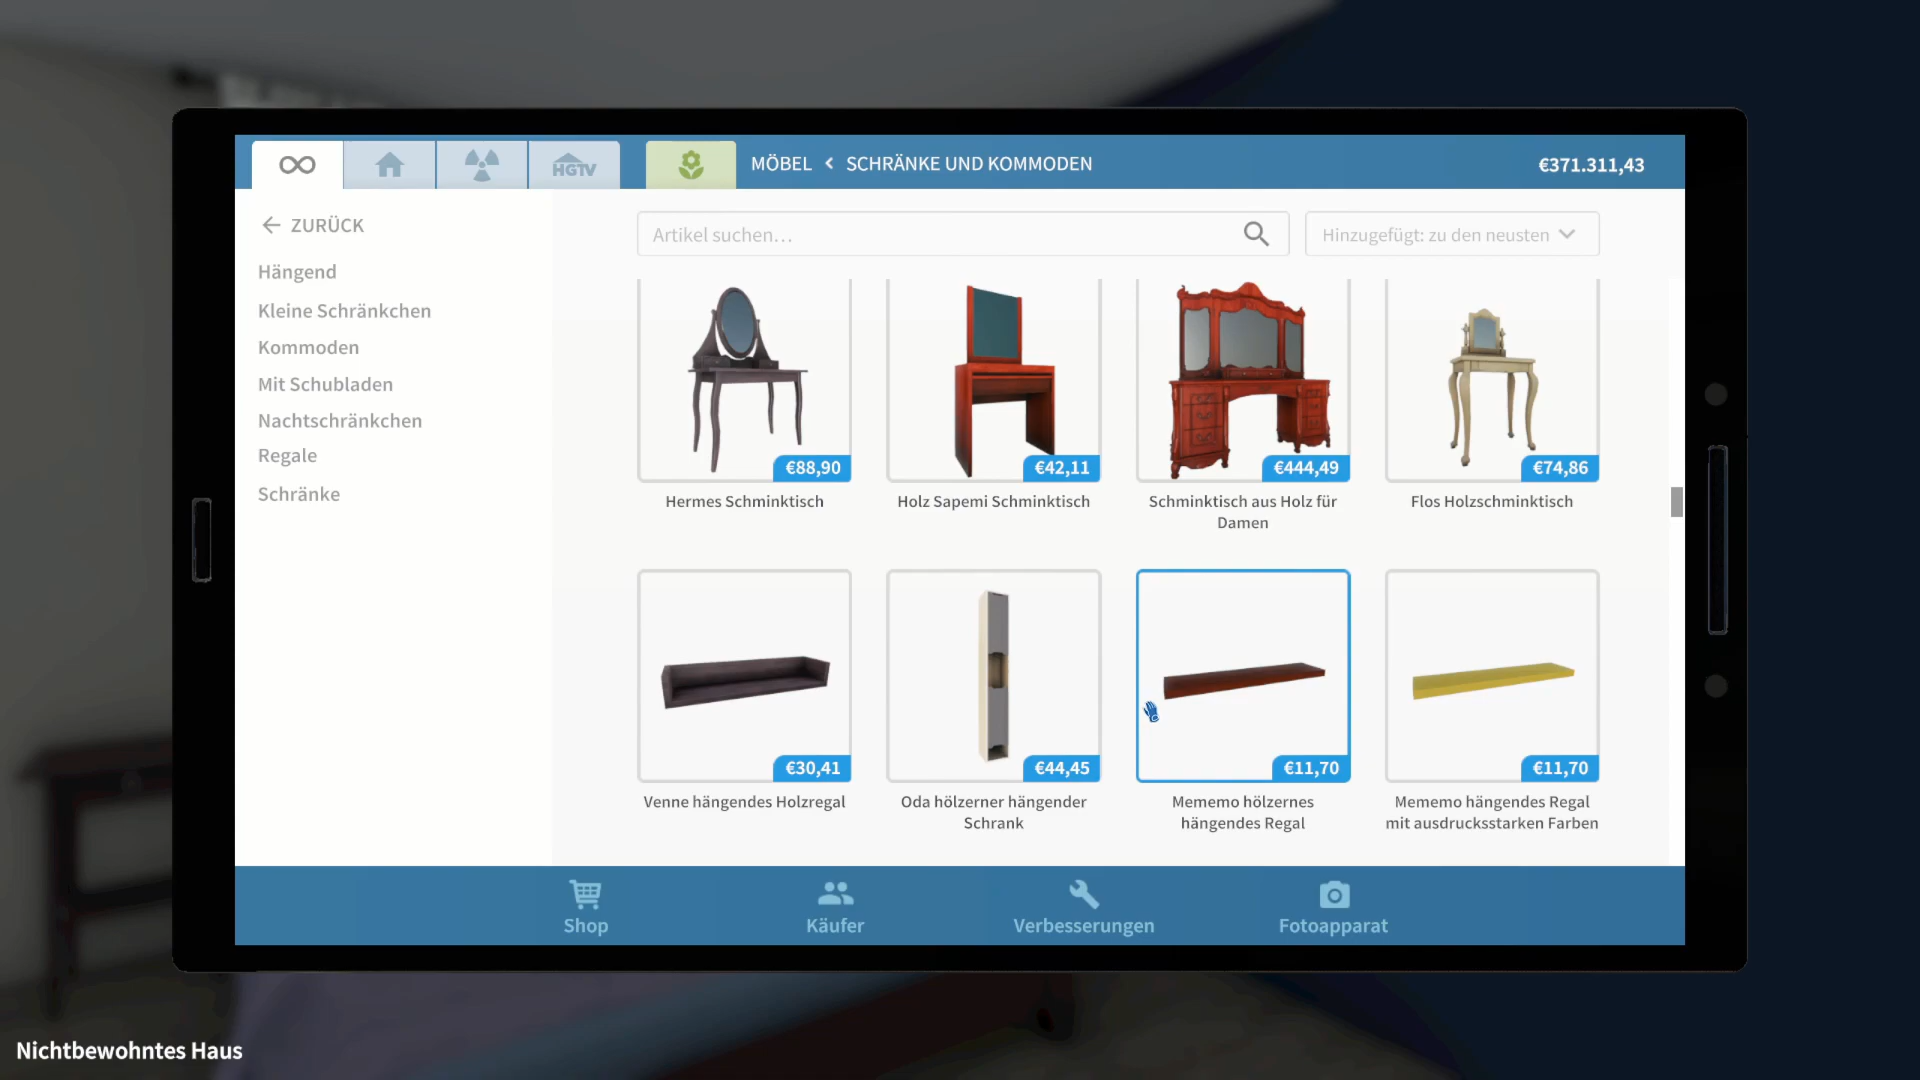 HGTV
MÖBEL < SCHRÄNKE UND KOMMODEN
€371.311,43
ZURÜCK
Artikel suchen...
Hinzugefügt: zu den neusten
Hängend
Kleine Schränkchen
Kommoden
Mit Schubladen
Nachtschränkchen
Regale
Schränke
€88,90
€42,11
€444,49
€74,86
Hermes Schminktisch
Holz Sapemi Schminktisch
Schminktisch aus Holz für
Damen
Flos Holzschminktisch
€30,41
€44,45
€11,70
€11,70
Venne hängendes Holzregal
Oda hölzerner hängender
Schrank
Mememo hölzernes
hängendes Regal
Mememo hängendes Regal
mit ausdrucksstarken Farben
Shop
Käufer
Verbesserungen
Fotoapparat
Nichtbewohntes Haus